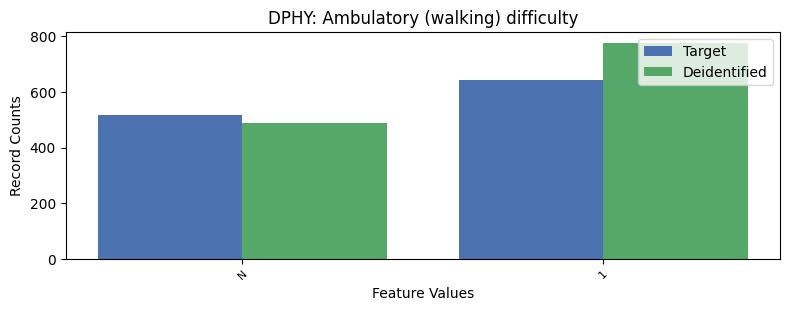 DPHY: Ambulatory (walking) difficulty
Target
Deidentified
800
600
400
200
0
Record Counts
N
1
Feature Values